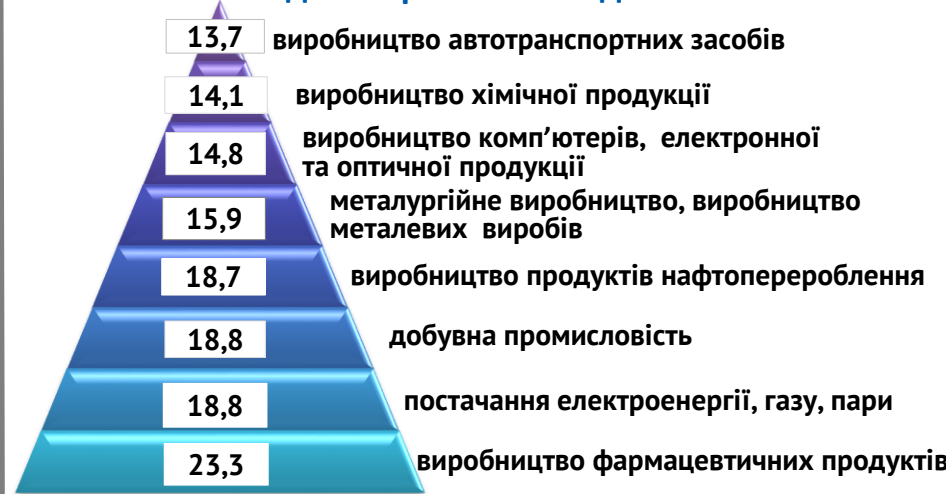 13,7 виробництво автотранспортних засобів
14,1 виробництво хімічної продукції
14,8 виробництво комп’ютерів, електронної
та оптичної продукції
15,9 металургійне виробництво, виробництво
металевих виробів
18,7 виробництво продуктів нафтоперероблення
18,8 добувна промисловість
18,8 постачання електроенергії, газу, пари
23,3 виробництво фармацевтичних продуктів